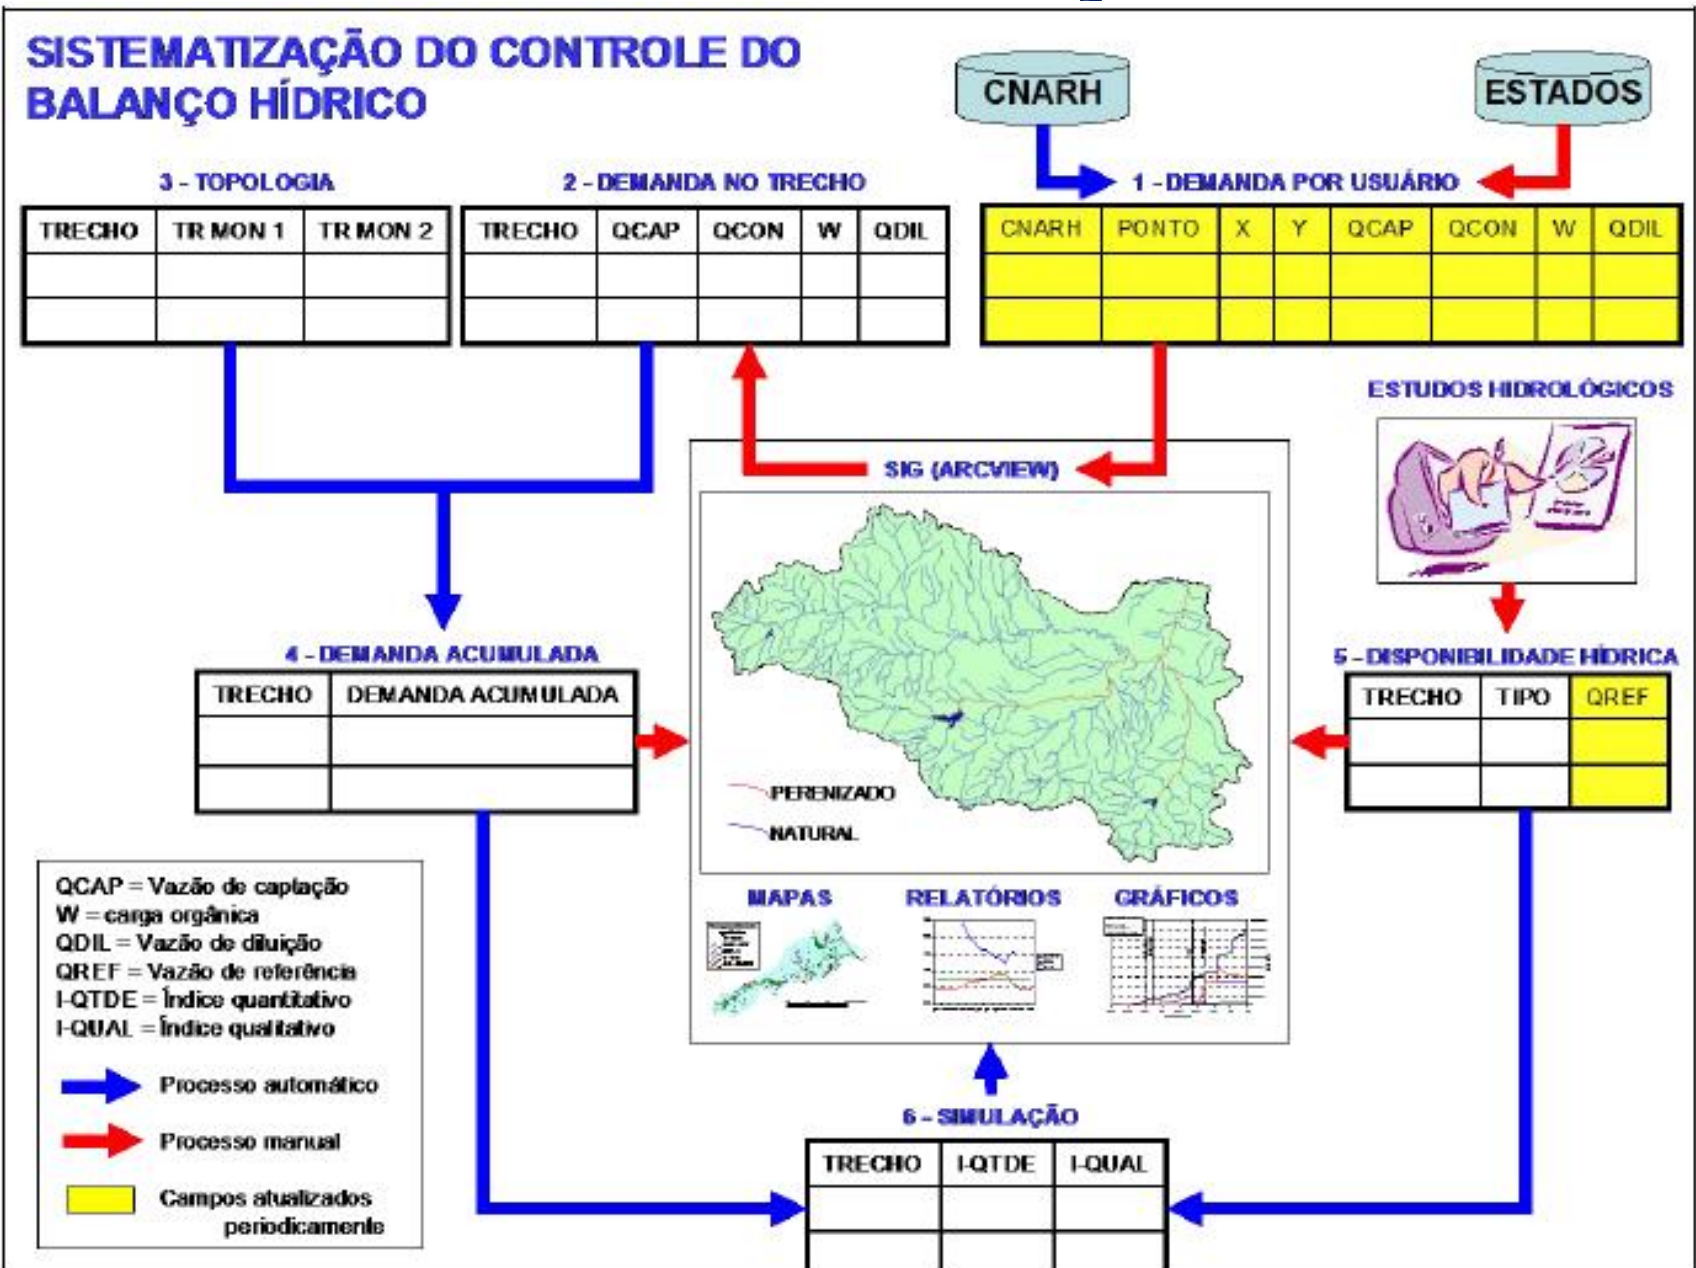 SISTEMATIZAÇÃO DO CONTROLE DO
BALANÇO HÍDRICO
CNARH
ESTADOS
3 - TOPOLOGIA
2 - DEMANDA NO TRECHO
1 - DEMANDA POR USUÁRIO
TRECHO TR MON 1 TR MON 2
TRECHO QCAP QCON W QDIL
CNARH PONTO X Y QCAP QCON W QDIL
ESTUDOS HIDROLÓGICOS
SIG (ARCVIEW)
4 - DEMANDA ACUMULADA
5 - DISPONIBILIDADE HÍDRICA
TRECHO DEMANDA ACUMULADA
TRECHO TIPO QREF
PERENIZADO
NATURAL
MAPAS RELATÓRIOS GRÁFICOS
QCAP = Vazão de captação
W = carga orgânica
QDIL = Vazão de diluição
QREF = Vazão de referência
I-QTDE = Índice quantitativo
I-QUAL = Índice qualitativo
Processo automático
Processo manual
Campos atualizados
periodicamente
6 - SIMULAÇÃO
TRECHO I-QTDE I-QUAL